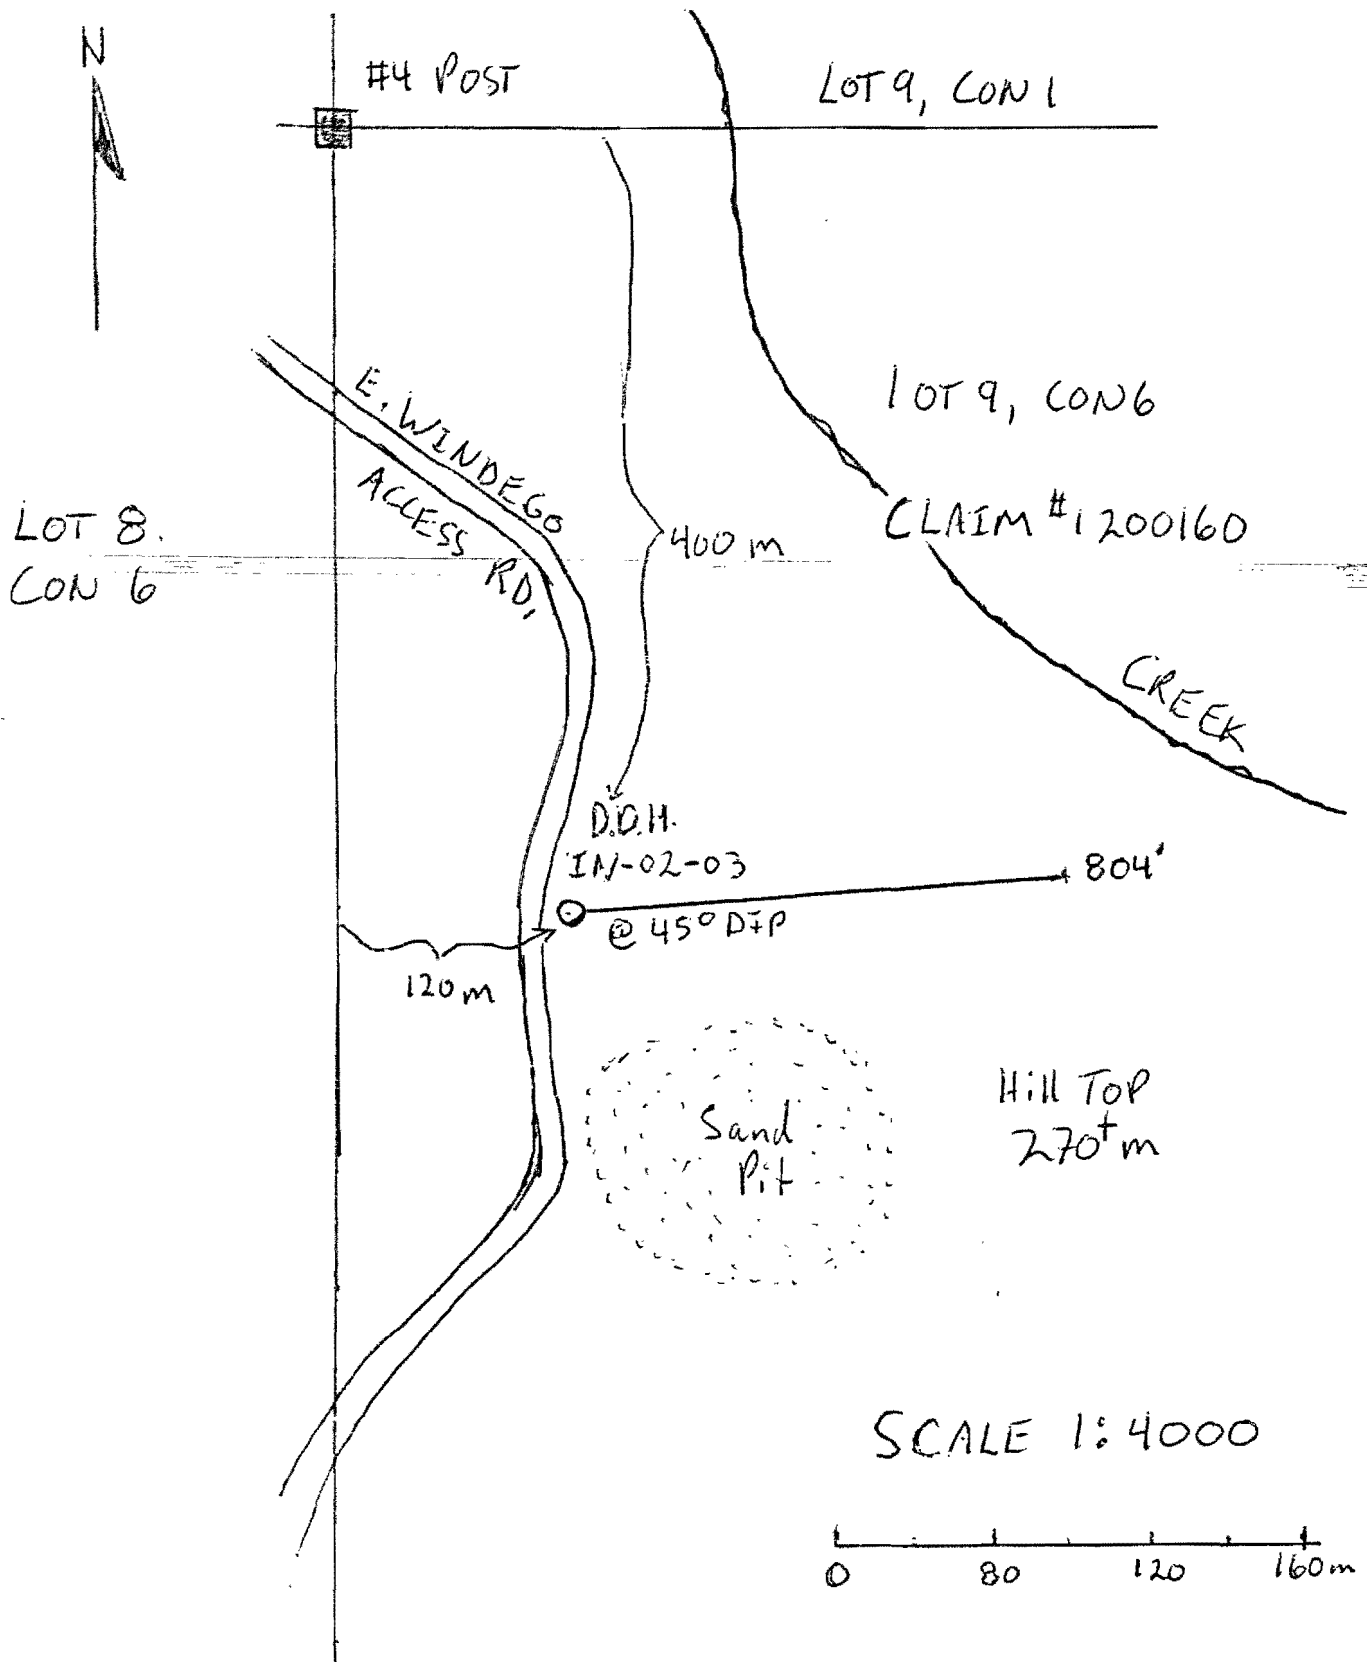 N
#4 POST
LOT 9, CON 1
E. WINDEGO
ACCESS RD,
LOT 9, CON 6
CLAIM #1200160
LOT 8.
CON 6
400 m
CREEK
D.D.H.
IN-02-03
804'
@ 45° DIP
120 m
Sand
Pit
Hill TOP
270+ m
SCALE 1:4000
0 80 120 160m